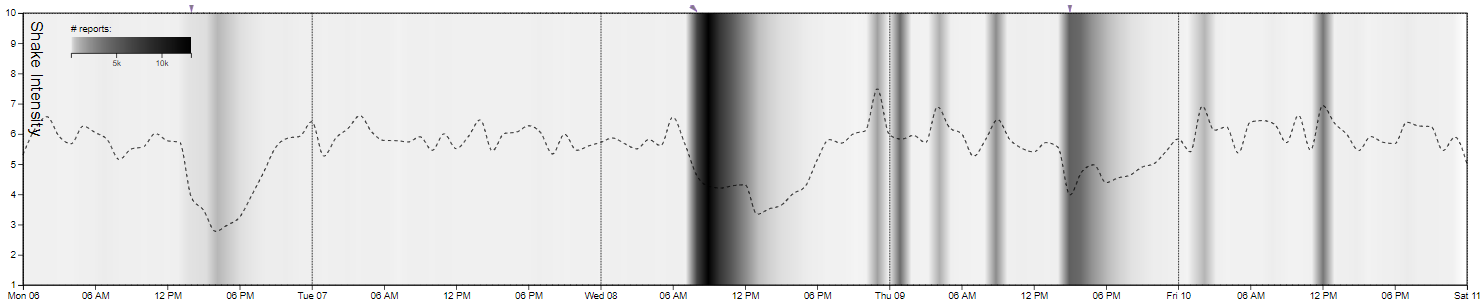 10
9
8
7
6
5
4
3
2
1
Shake Intensity
# reports:
5k
10k
Mon 06
06 AM
12 PM
06 PM
Tue 07
06 AM
12 PM
06 PM
Wed 08
06 AM
12 PM
06 PM
Thu 09
06 AM
12 PM
06 PM
Fri 10
06 AM
12 PM
06 PM
Sat 11